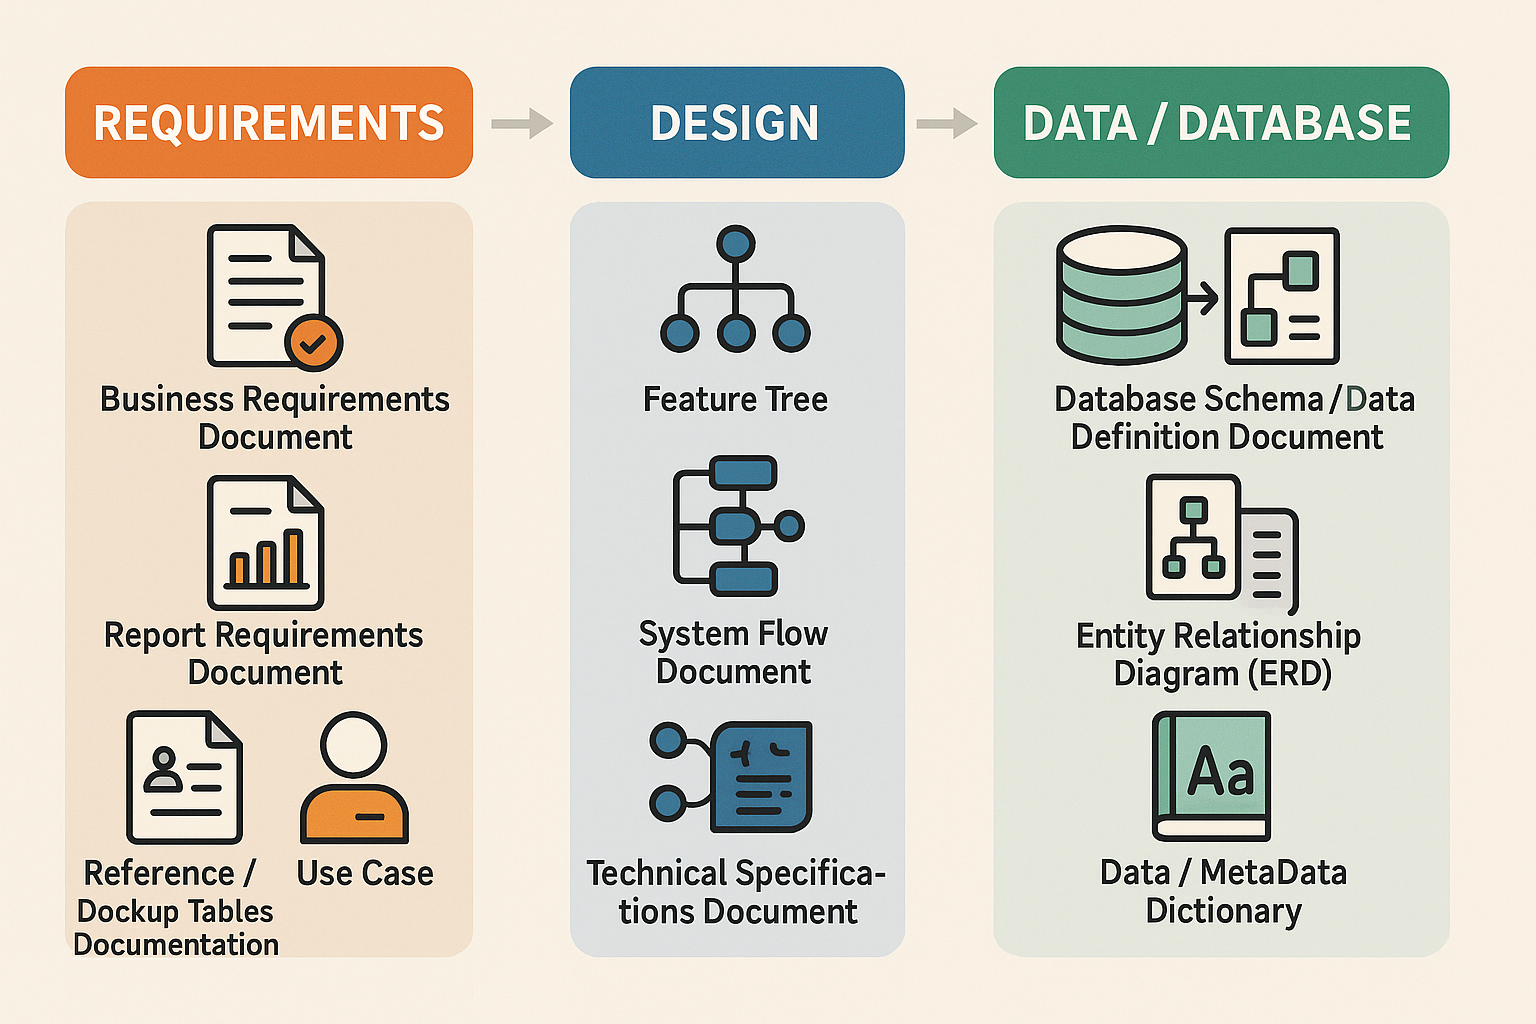 REQUIREMENTS
Business Requirements
Document
Report Requirements
Document
Reference /
Dockup Tables
Documentation
Use Case
DESIGN
Feature Tree
System Flow
Document
Technical Specifica-
tions Document
DATA / DATABASE
Database Schema / Data
Definition Document
Entity Relationship
Diagram (ERD)
Aa
Data / MetaData
Dictionary